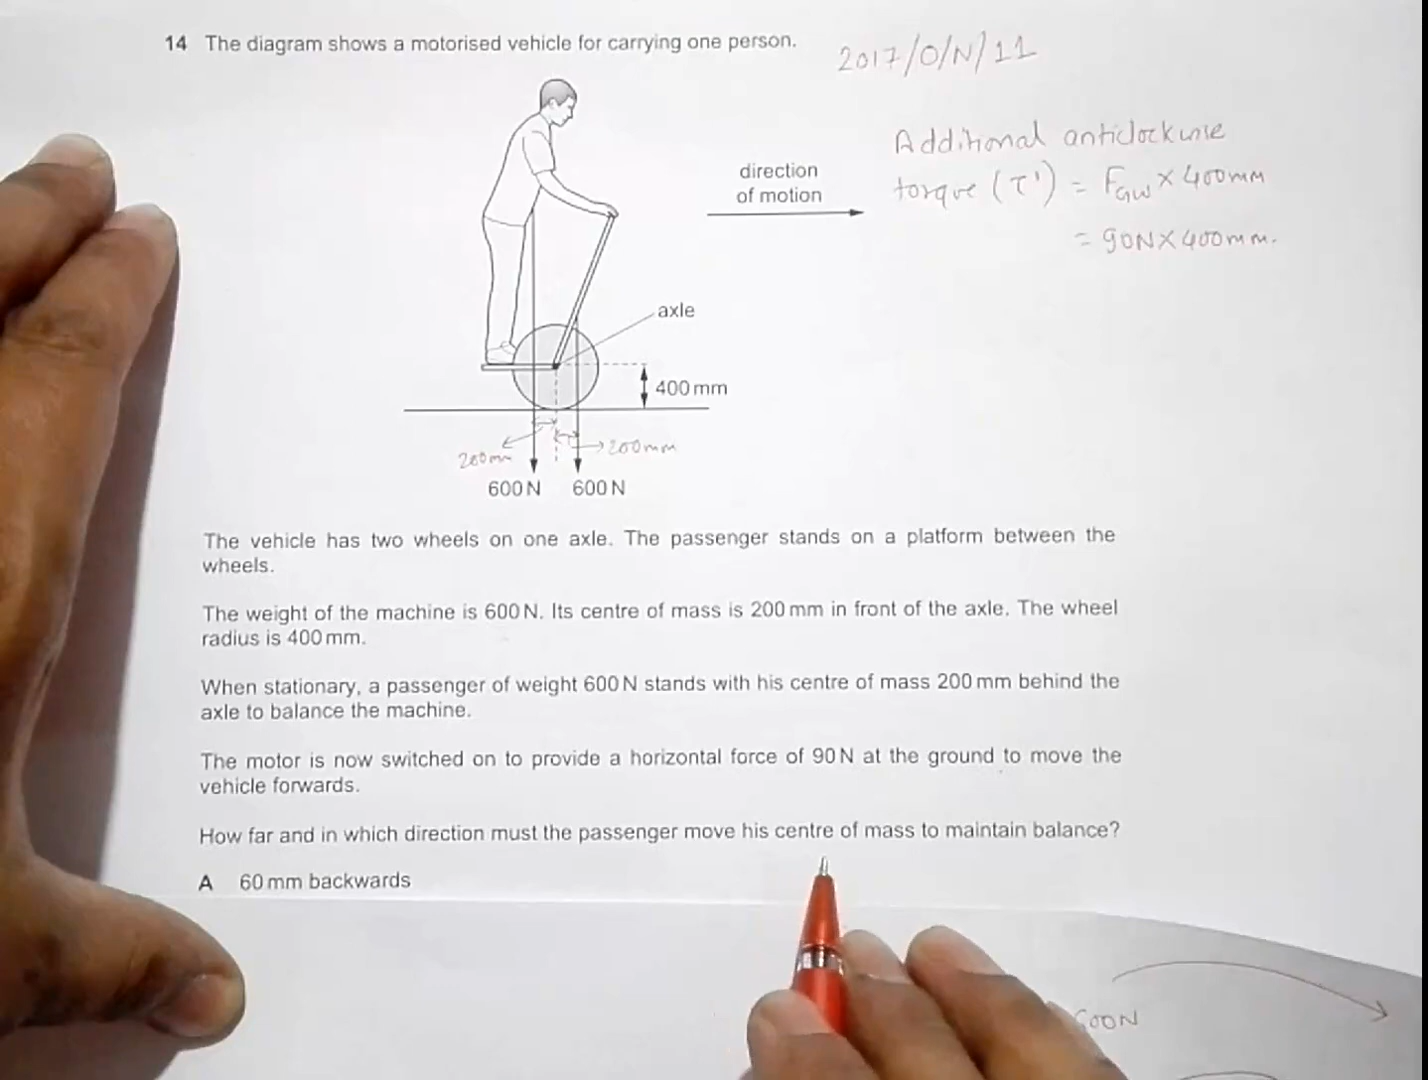 14 The diagram shows a motorised vehicle for carrying one person.
2017/O/N/11
Additional anticlockwise
torque (τ') = F_GW × 400mm
= 90N × 400mm.
direction
of motion
axle
400 mm
200mm
200mm
600 N 600 N
The vehicle has two wheels on one axle. The passenger stands on a platform between the
wheels.
The weight of the machine is 600 N. Its centre of mass is 200 mm in front of the axle. The wheel
radius is 400 mm.
When stationary, a passenger of weight 600 N stands with his centre of mass 200 mm behind the
axle to balance the machine.
The motor is now switched on to provide a horizontal force of 90 N at the ground to move the
vehicle forwards.
How far and in which direction must the passenger move his centre of mass to maintain balance?
A 60 mm backwards
600N